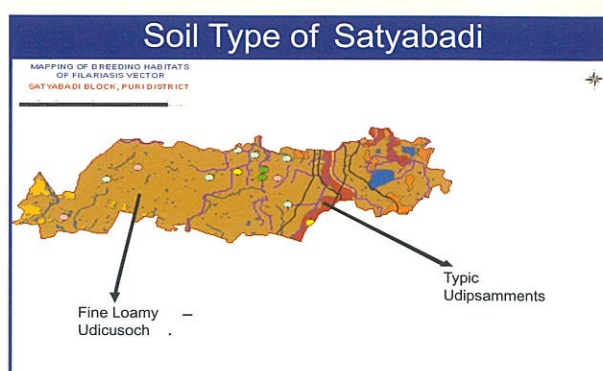 Soil Type of Satyabadi
MAPPING OF BREEDING HABITATS
OF FILARIASIS VECTOR
SATYABADI BLOCK, PURI DISTRICT
Typic
Udipsamments
Fine Loamy –
Udicusoch .